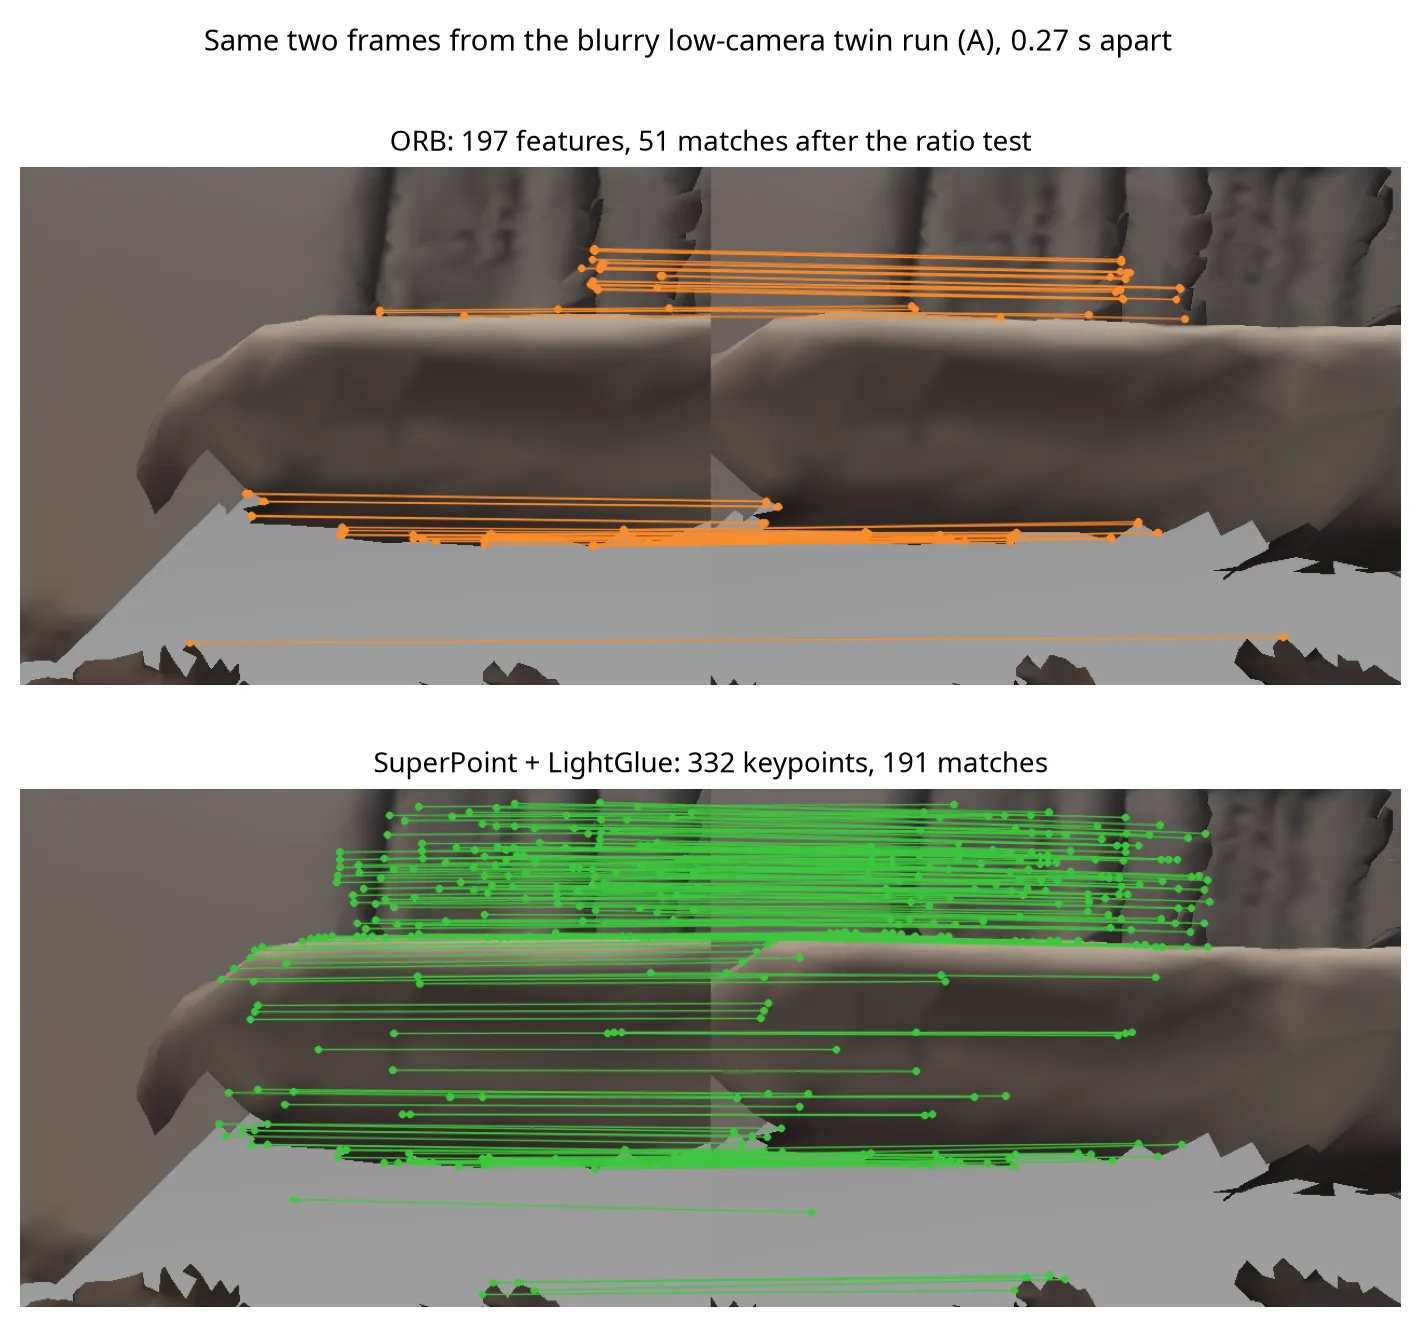 Same two frames from the blurry low-camera twin run (A), 0.27 s apart
ORB: 197 features, 51 matches after the ratio test
SuperPoint + LightGlue: 332 keypoints, 191 matches